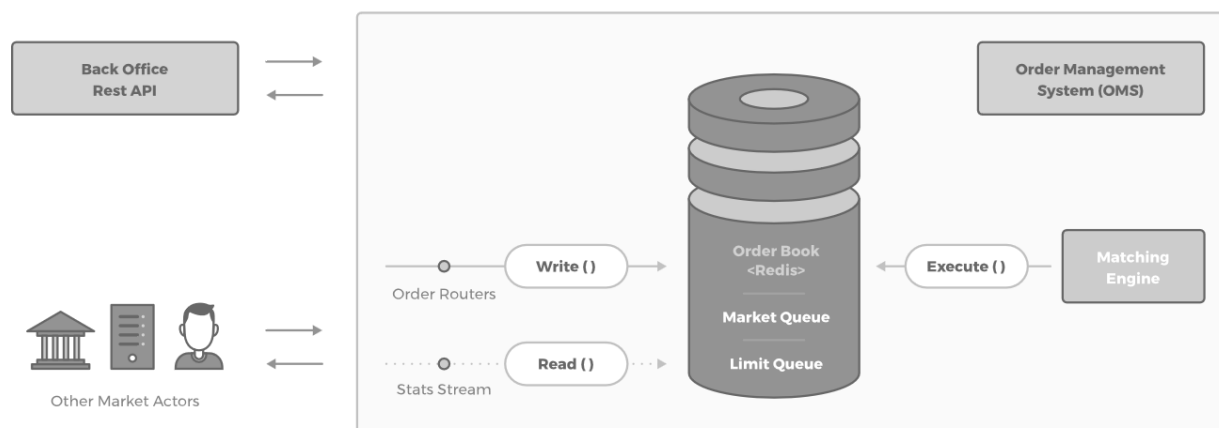 Back Office
Rest API
Order Management
System (OMS)
Order Book
<Redis>
Write ( )
Execute ( )
Matching
Engine
Order Routers
Market Queue
Read ( )
Limit Queue
Stats Stream
Other Market Actors